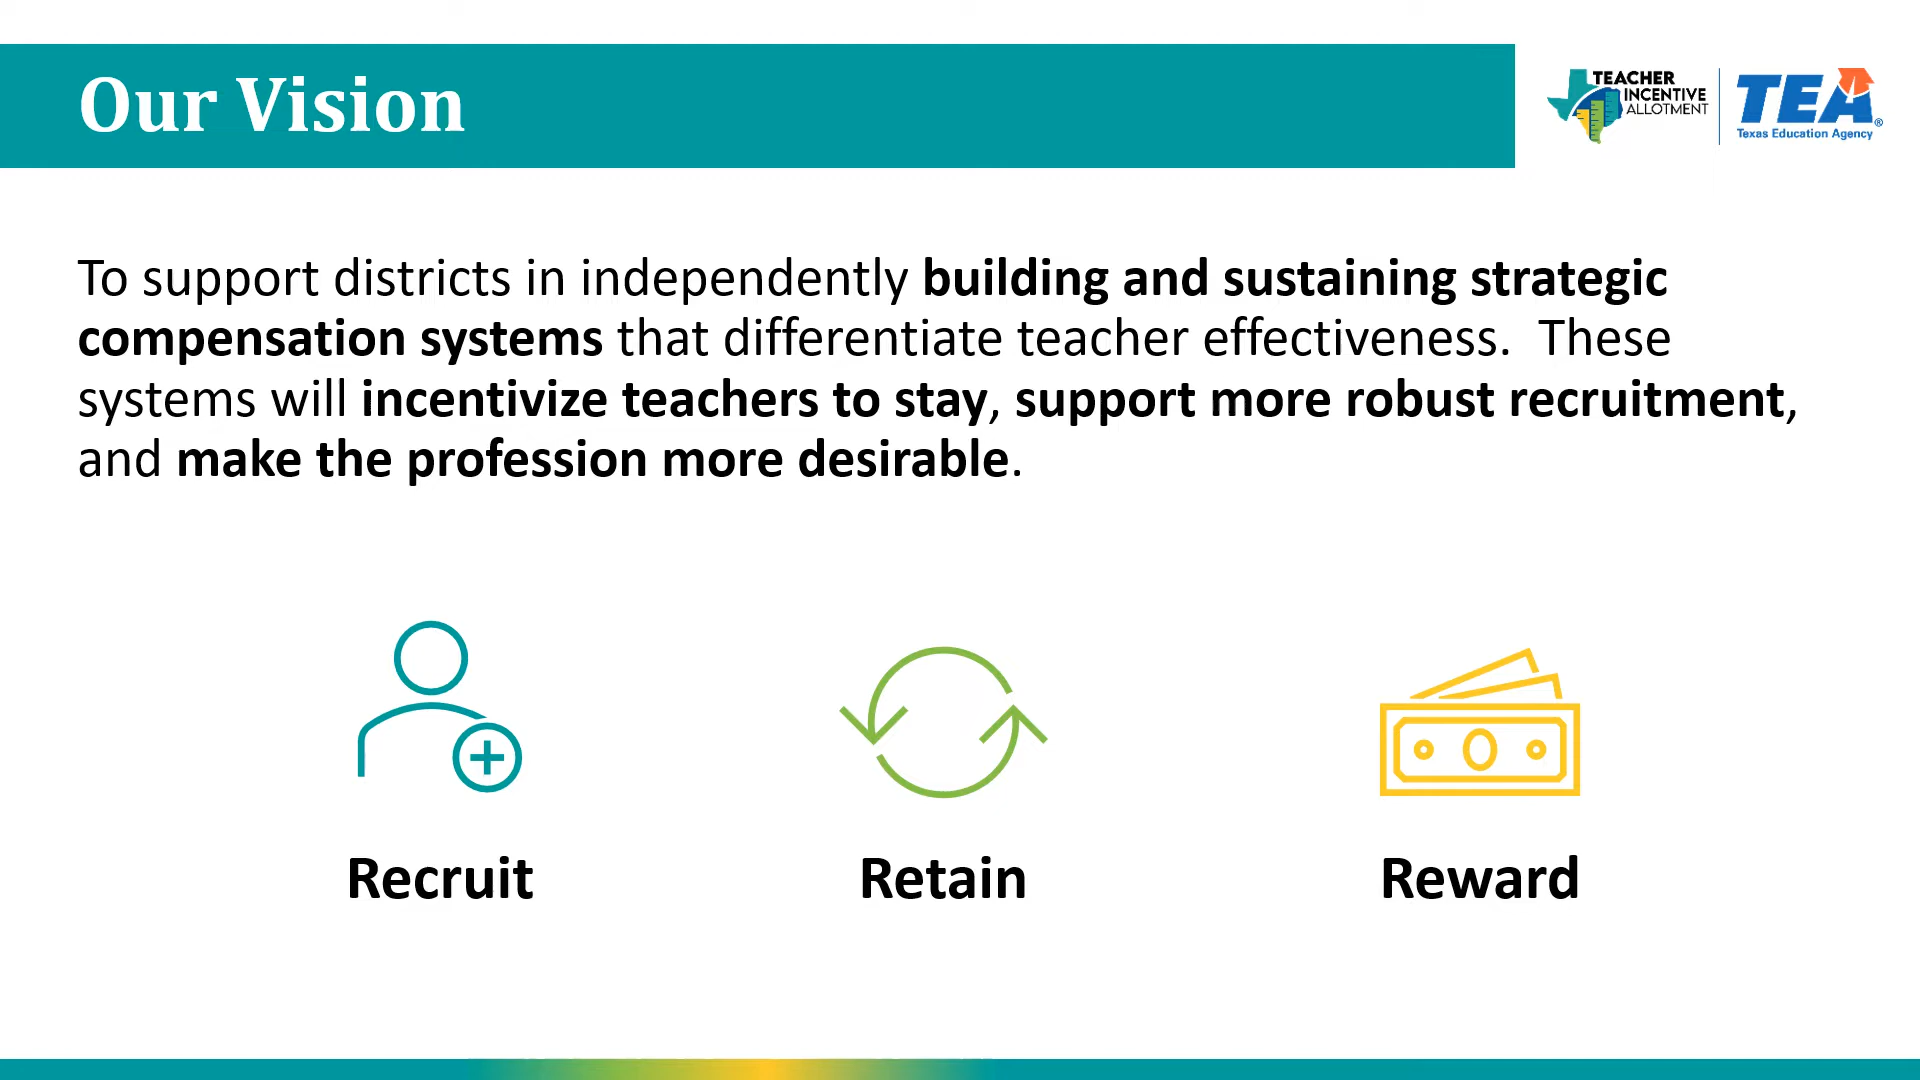 Our Vision
TEACHER
INCENTIVE
ALLOTMENT
TEA®
Texas Education Agency
To support districts in independently building and sustaining strategic
compensation systems that differentiate teacher effectiveness.  These
systems will incentivize teachers to stay, support more robust recruitment,
and make the profession more desirable.
Recruit
Retain
Reward